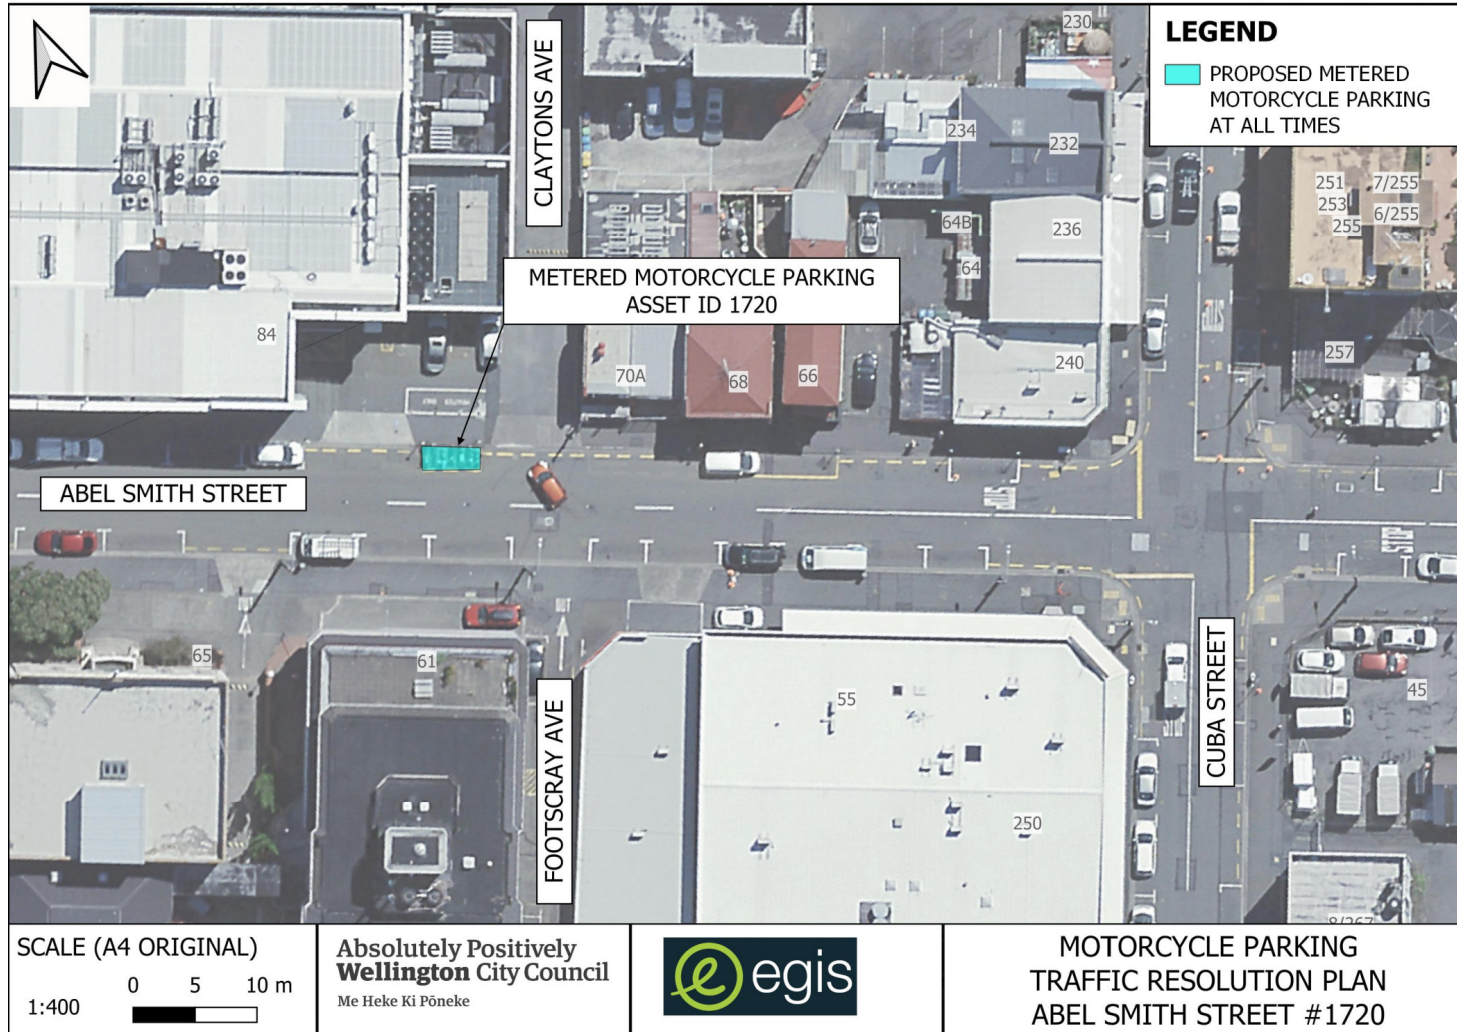 LEGEND
PROPOSED METERED
MOTORCYCLE PARKING
AT ALL TIMES
CLAYTONS AVE
230
234
232
251
7/255
253
6/255
255
64B
236
64
METERED MOTORCYCLE PARKING
ASSET ID 1720
84
257
70A
68
66
240
ABEL SMITH STREET
STOP
65
61
FOOTSCRAY AVE
55
CUBA STREET
45
250
8/267
SCALE (A4 ORIGINAL)
0 5 10 m
1:400
Absolutely Positively
Wellington City Council
Me Heke Ki Pōneke
egis
MOTORCYCLE PARKING
TRAFFIC RESOLUTION PLAN
ABEL SMITH STREET #1720